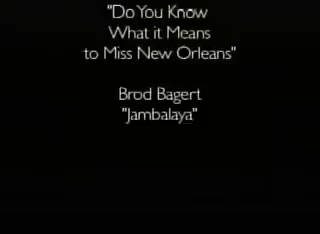 "Do You Know
What it Means
to Miss New Orleans"
Brod Bagert
"Jambalaya"